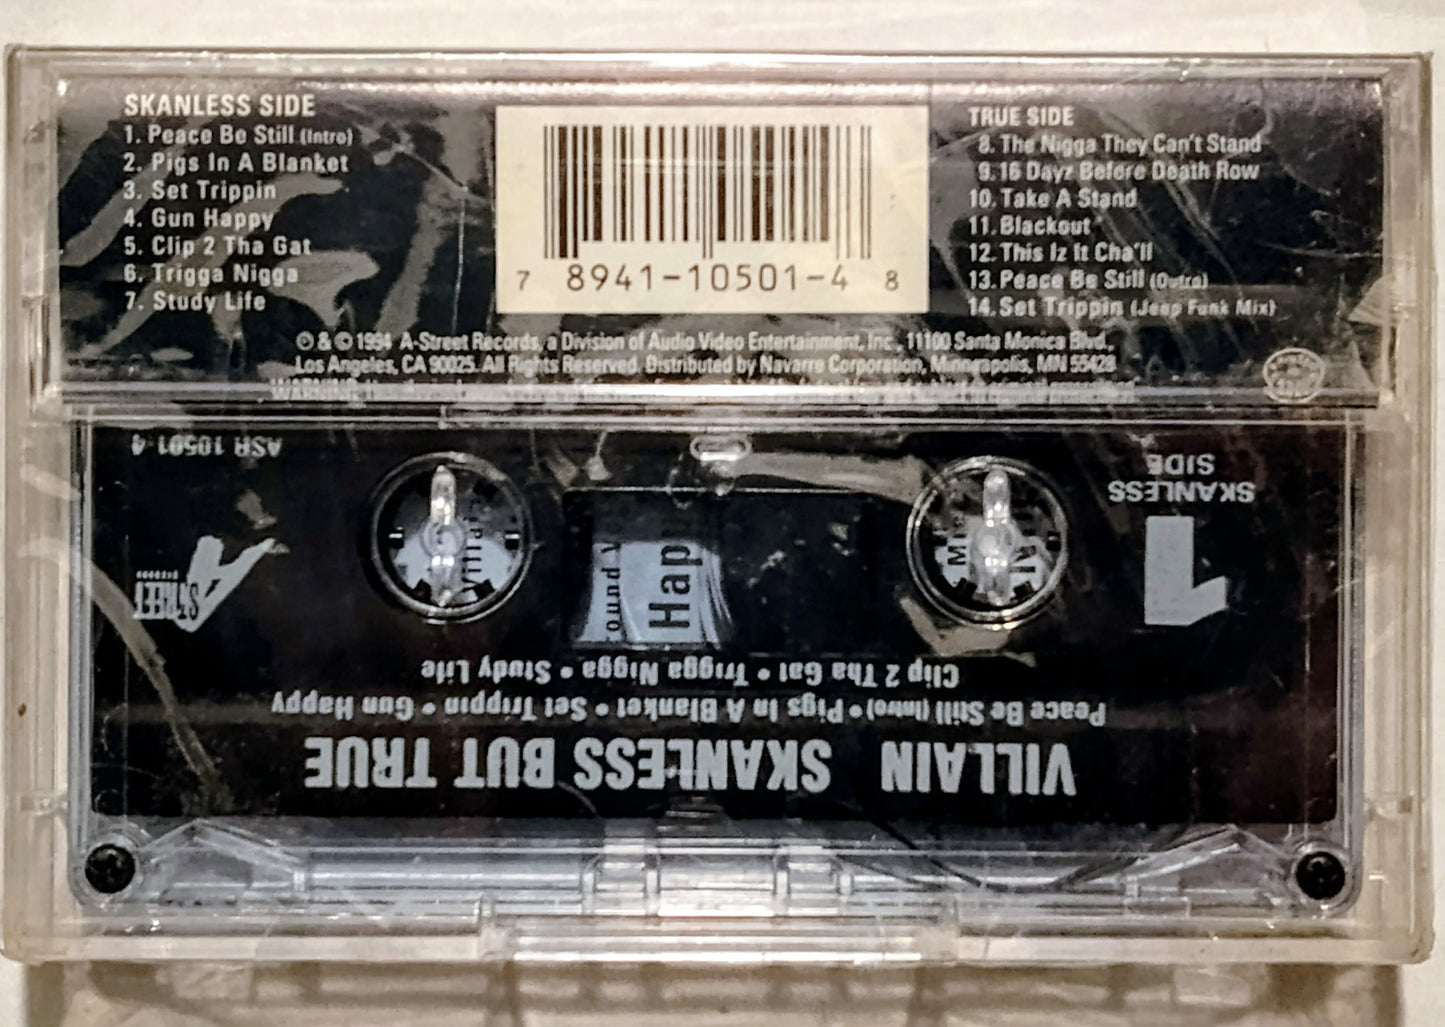 SKANLESS SIDE
1. Peace Be Still (Intro)
2. Pigs In A Blanket
3. Set Trippin
4. Gun Happy
5. Clip 2 Tha Gat
6. Trigga Nigga
7. Study Life
7 8941-10501-4 8
TRUE SIDE
8. The Nigga They Can't Stand
9. 16 Dayz Before Death Row
10. Take A Stand
11. Blackout
12. This Iz It Cha'll
13. Peace Be Still (Outro)
14. Set Trippin (Jeep Funk Mix)
℗ & © 1994 A-Street Records, a Division of Audio Video Entertainment, Inc., 11100 Santa Monica Blvd.,
Los Angeles, CA 90025. All Rights Reserved. Distributed by Navarre Corporation, Minneapolis, MN 55428
WARNING:
ASR 10501-4
SKANLESS
SIDE
1
A
STREET
RECORDS
Villai
ound V
Hap
VILLAIN SKANLESS BUT TRUE
Peace Be Still (Intro) • Pigs In A Blanket • Set Trippin • Gun Happy
Clip 2 Tha Gat • Trigga Nigga • Study Life